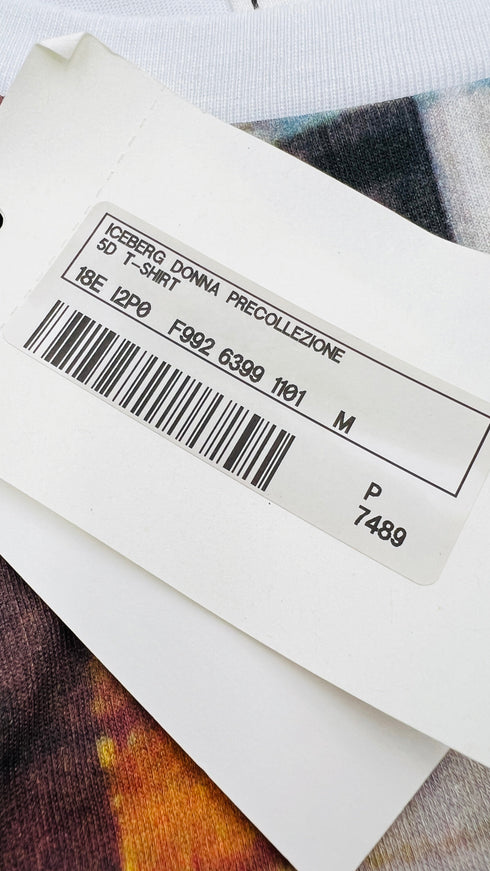 ICEBERG DONNA PRECOLLEZIONE
5D T-SHIRT
18E I2P0 F992 6399 1101 M
P
7489